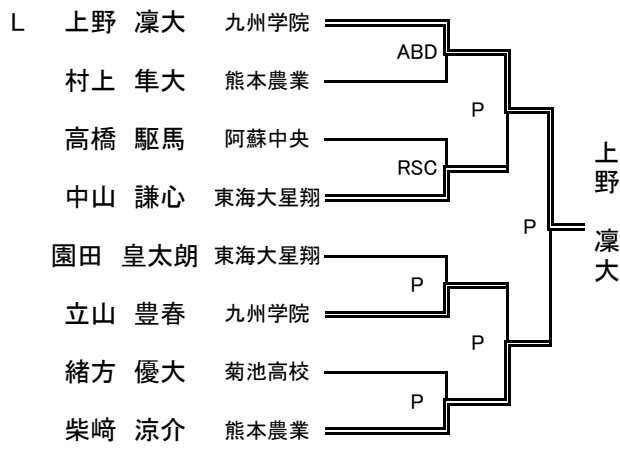 L 上野 凜大 九州学院
ABD
村上 隼大 熊本農業
P
高橋 駆馬 阿蘇中央
RSC
中山 謙心 東海大星翔
P
上野 凜大
園田 皇太朗 東海大星翔
P
立山 豊春 九州学院
P
緒方 優大 菊池高校
P
柴﨑 涼介 熊本農業